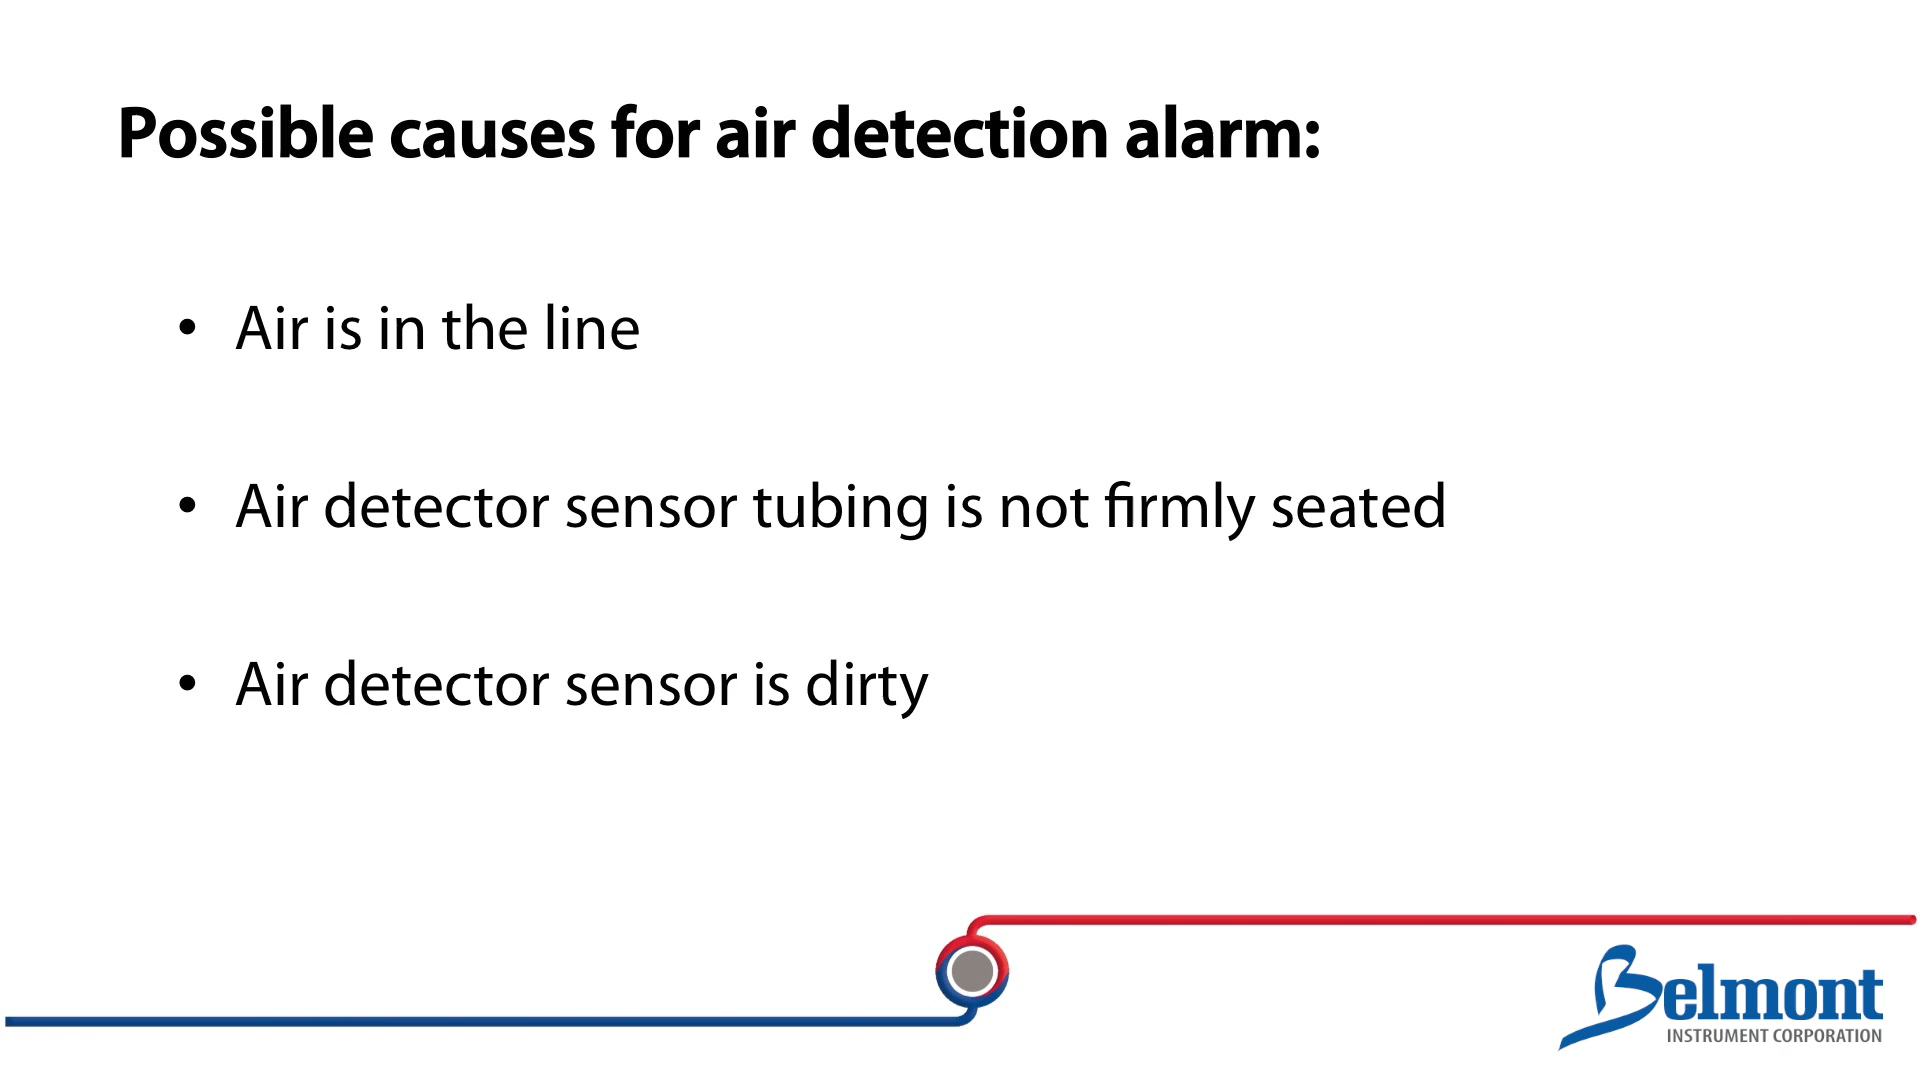 Possible causes for air detection alarm:
• Air is in the line
• Air detector sensor tubing is not firmly seated
• Air detector sensor is dirty
Belmont
INSTRUMENT CORPORATION